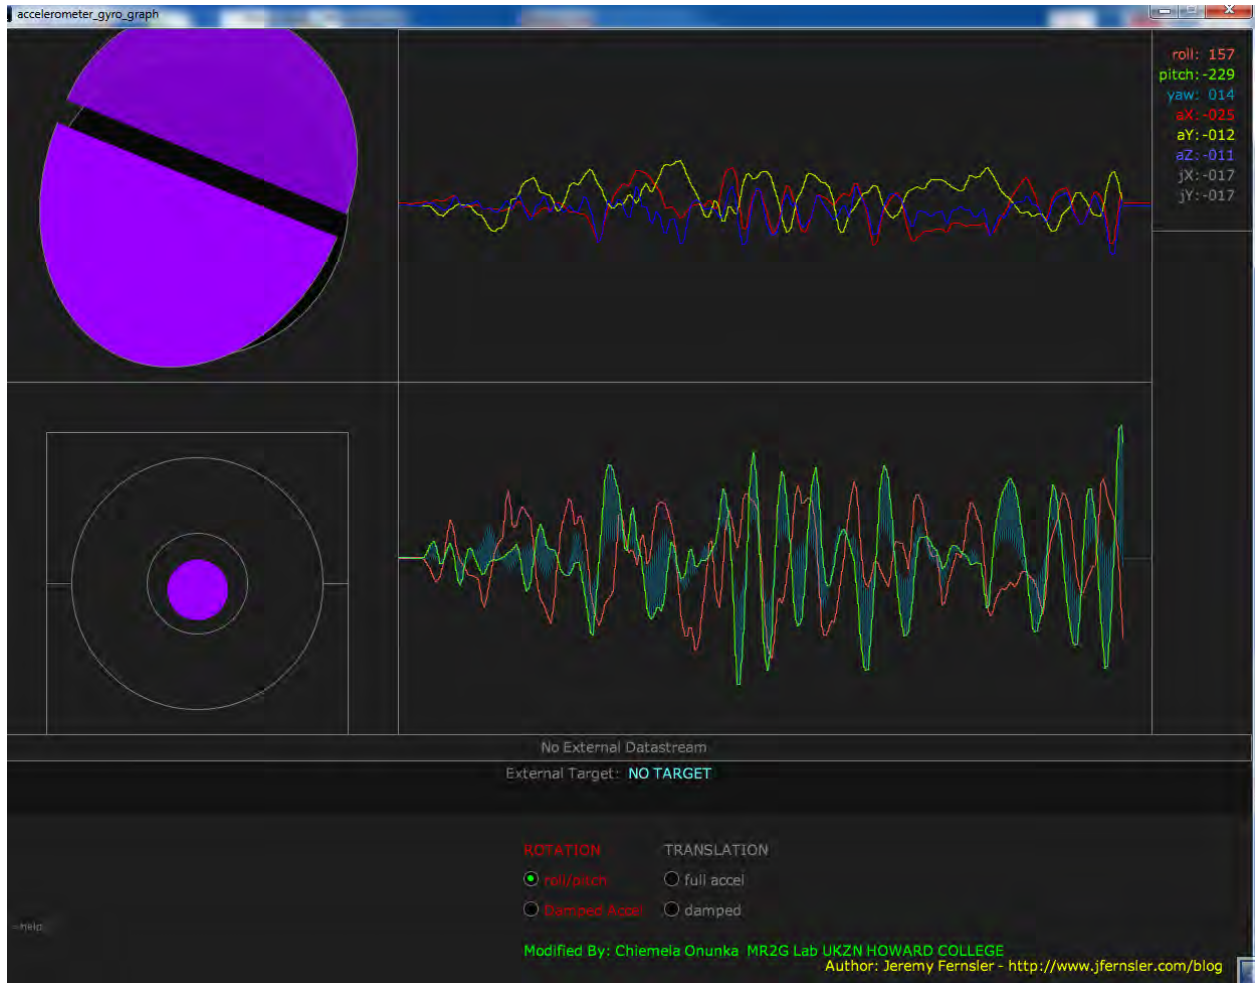 accelerometer_gyro_graph
roll: 157
pitch:-229
yaw: 014
aX:-025
aY:-012
aZ:-011
jX:-017
jY:-017
No External Datastream
External Target: NO TARGET
ROTATION TRANSLATION
roll/pitch full accel
Damped Accel damped
Help
Modified By: Chiemela Onunka MR2G Lab UKZN HOWARD COLLEGE
Author: Jeremy Fernsler - http://www.jfernsler.com/blog